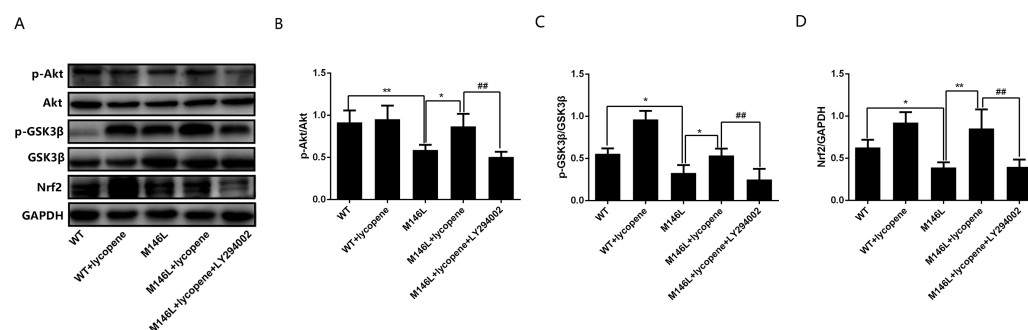 A
p-Akt
Akt
p-GSK3β
GSK3β
Nrf2
GAPDH
WT
WT+lycopene
M146L
M146L+lycopene
M146L+lycopene+LY294002
B
p-Akt/Akt
1.5
1.0
0.5
0.0
**
*
##
WT
WT+lycopene
M146L
M146L+lycopene
M146L+lycopene+LY294002
C
p-GSK3β/GSK3β
1.5
1.0
0.5
0.0
*
*
##
WT
WT+lycopene
M146L
M146L+lycopene
M146L+lycopene+LY294002
D
Nrf2/GAPDH
1.5
1.0
0.5
0.0
*
**
##
WT
WT+lycopene
M146L
M146L+lycopene
M146L+lycopene+LY294002